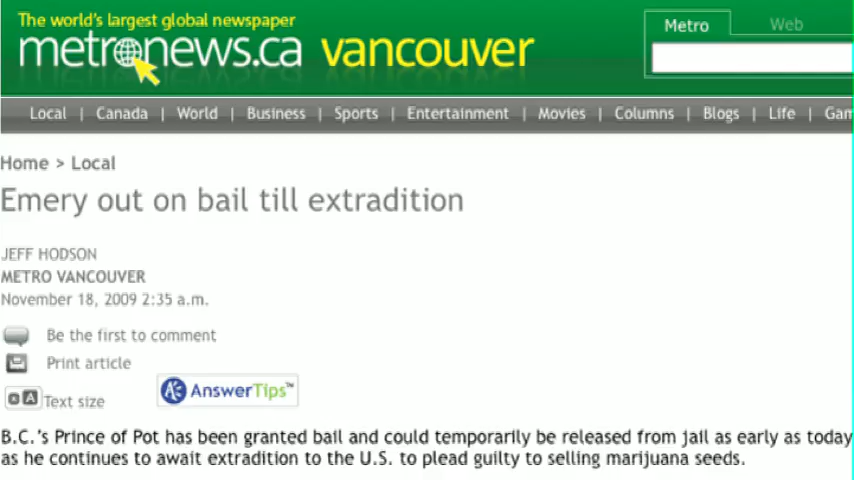 The world's largest global newspaper
metronews.ca vancouver
Metro Web
Local | Canada | World | Business | Sports | Entertainment | Movies | Columns | Blogs | Life | Gam
Home > Local
Emery out on bail till extradition
JEFF HODSON
METRO VANCOUVER
November 18, 2009 2:35 a.m.
Be the first to comment
Print article
a A Text size
A AnswerTips™
B.C.'s Prince of Pot has been granted bail and could temporarily be released from jail as early as today
as he continues to await extradition to the U.S. to plead guilty to selling marijuana seeds.